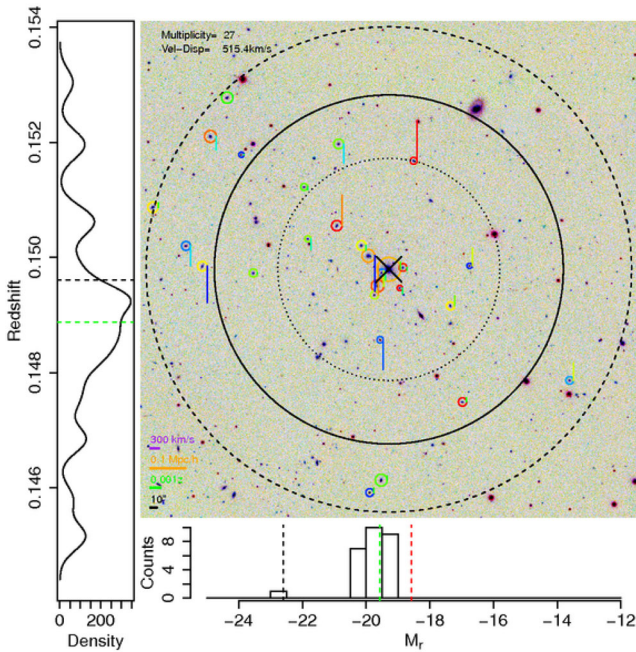 Multiplicity= 27
Vel-Disp= 515.4km/s
0.154
0.152
0.150
0.148
0.146
Redshift
0 200
Density
300 km/s
0.1 Mpc/h
0.001z
10"
Counts
8
4
0
−24 −22 −20 −18 −16 −14 −12
Mr